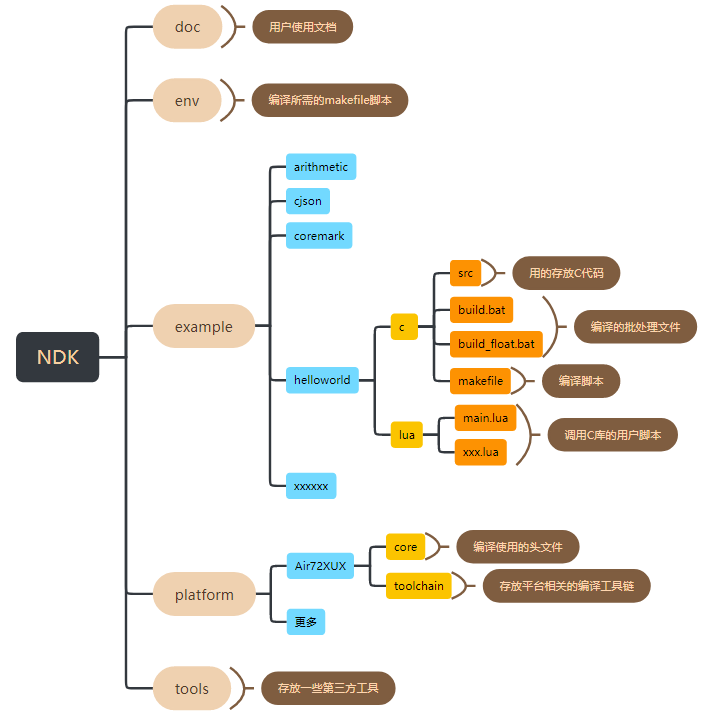 NDK
doc
用户使用文档
env
编译所需的makefile脚本
example
arithmetic
cjson
coremark
helloworld
c
src
用的存放C代码
build.bat
build_float.bat
编译的批处理文件
makefile
编译脚本
lua
main.lua
xxx.lua
调用C库的用户脚本
xxxxxx
platform
Air72XUX
core
编译使用的头文件
toolchain
存放平台相关的编译工具链
更多
tools
存放一些第三方工具